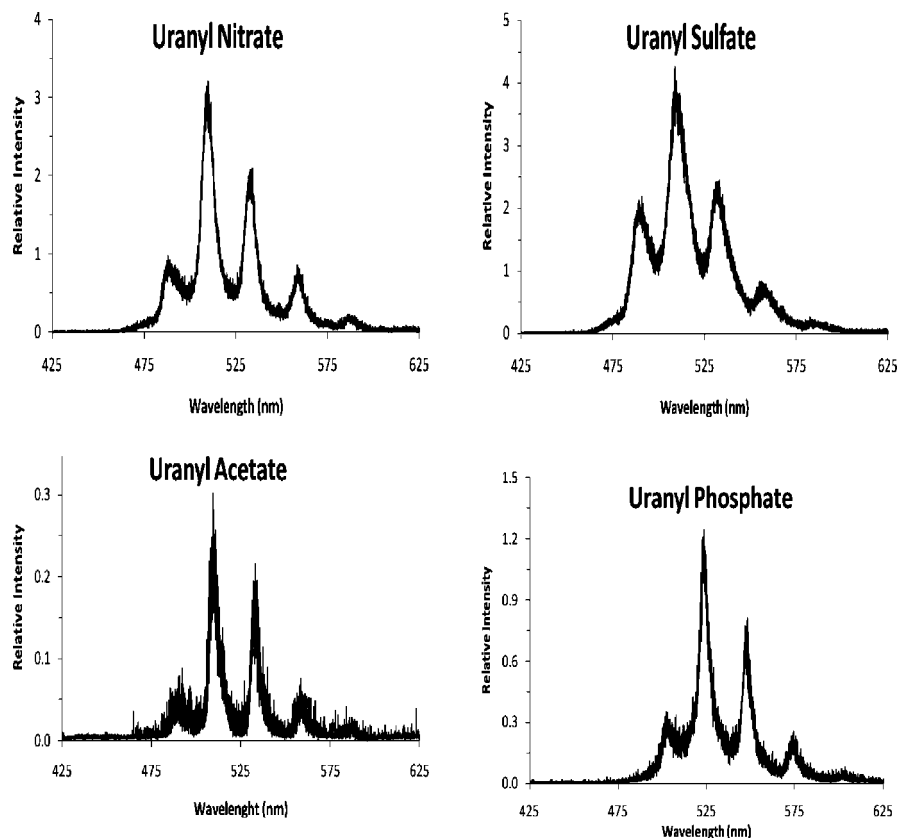 Uranyl Nitrate
4
3
2
1
0
Relative Intensity
425 475 525 575 625
Wavelength (nm)
Uranyl Sulfate
5
4
3
2
1
0
Relative Intensity
425 475 525 575 625
Wavelength (nm)
Uranyl Acetate
0.3
0.2
0.1
0.0
Relative Intensity
425 475 525 575 625
Wavelenght (nm)
Uranyl Phosphate
1.5
1.2
0.9
0.6
0.3
0.0
Relative Intensity
425 475 525 575 625
Wavelength (nm)